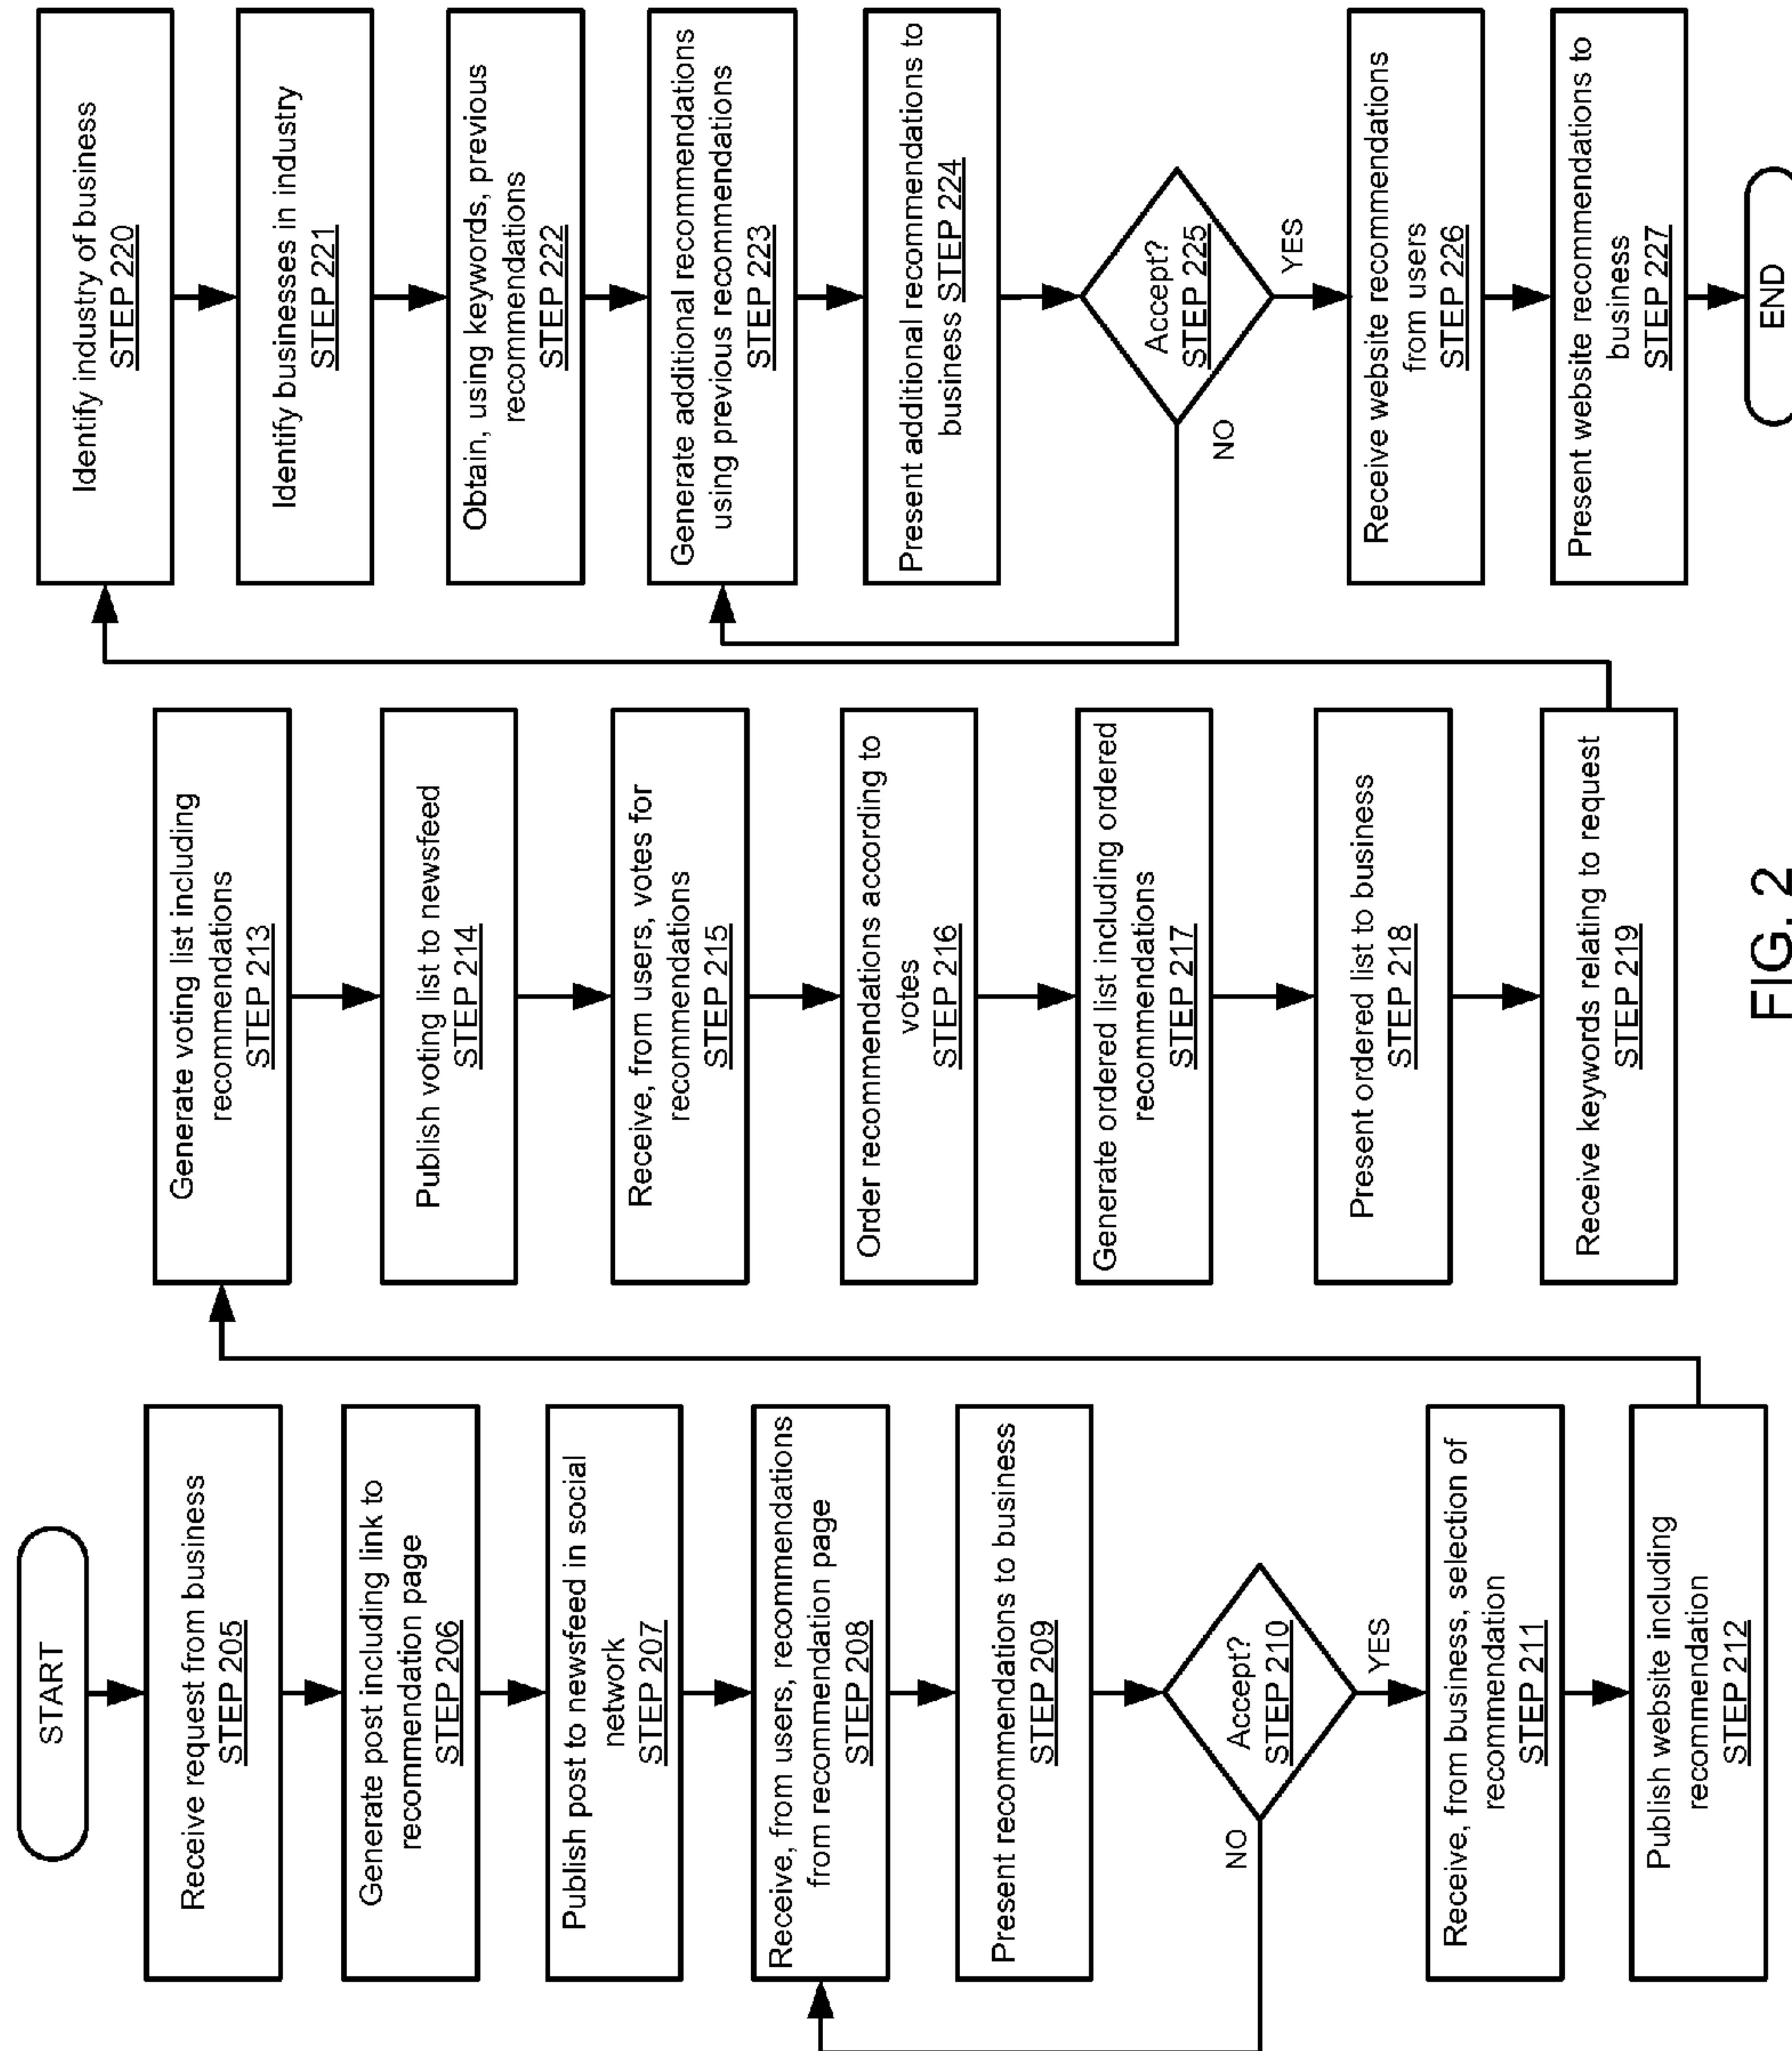 START
Receive request from business
STEP 205
Generate post including link to
recommendation page
STEP 206
Publish post to newsfeed in social
network
STEP 207
Receive, from users, recommendations
from recommendation page
STEP 208
Present recommendations to business
STEP 209
Accept?
STEP 210
NO
YES
Receive, from business, selection of
recommendation
STEP 211
Publish website including
recommendation
STEP 212
Generate voting list including
recommendations
STEP 213
Publish voting list to newsfeed
STEP 214
Receive, from users, votes for
recommendations
STEP 215
Order recommendations according to
votes
STEP 216
Generate ordered list including ordered
recommendations
STEP 217
Present ordered list to business
STEP 218
Receive keywords relating to request
STEP 219
Identify industry of business
STEP 220
Identify businesses in industry
STEP 221
Obtain, using keywords, previous
recommendations
STEP 222
Generate additional recommendations
using previous recommendations
STEP 223
Present additional recommendations to
business STEP 224
Accept?
STEP 225
NO
YES
Receive website recommendations
from users
STEP 226
Present website recommendations to
business
STEP 227
END
FIG. 2